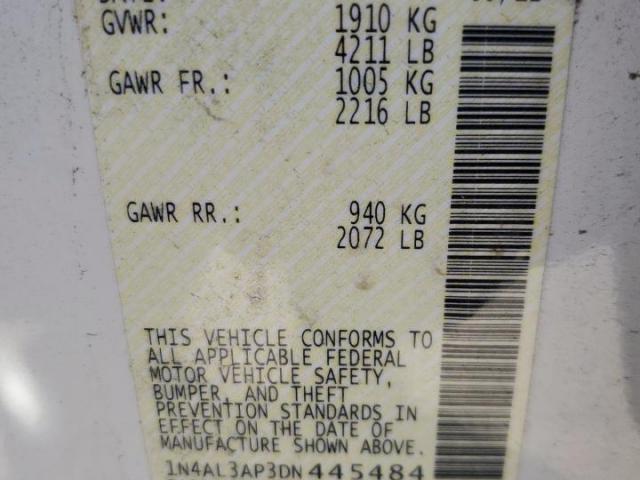 GVWR: 1910 KG
4211 LB
GAWR FR.: 1005 KG
2216 LB
GAWR RR.: 940 KG
2072 LB
THIS VEHICLE CONFORMS TO
ALL APPLICABLE FEDERAL
MOTOR VEHICLE SAFETY,
BUMPER, AND THEFT
PREVENTION STANDARDS IN
EFFECT ON THE DATE OF
MANUFACTURE SHOWN ABOVE.
1N4AL3AP3DN445484